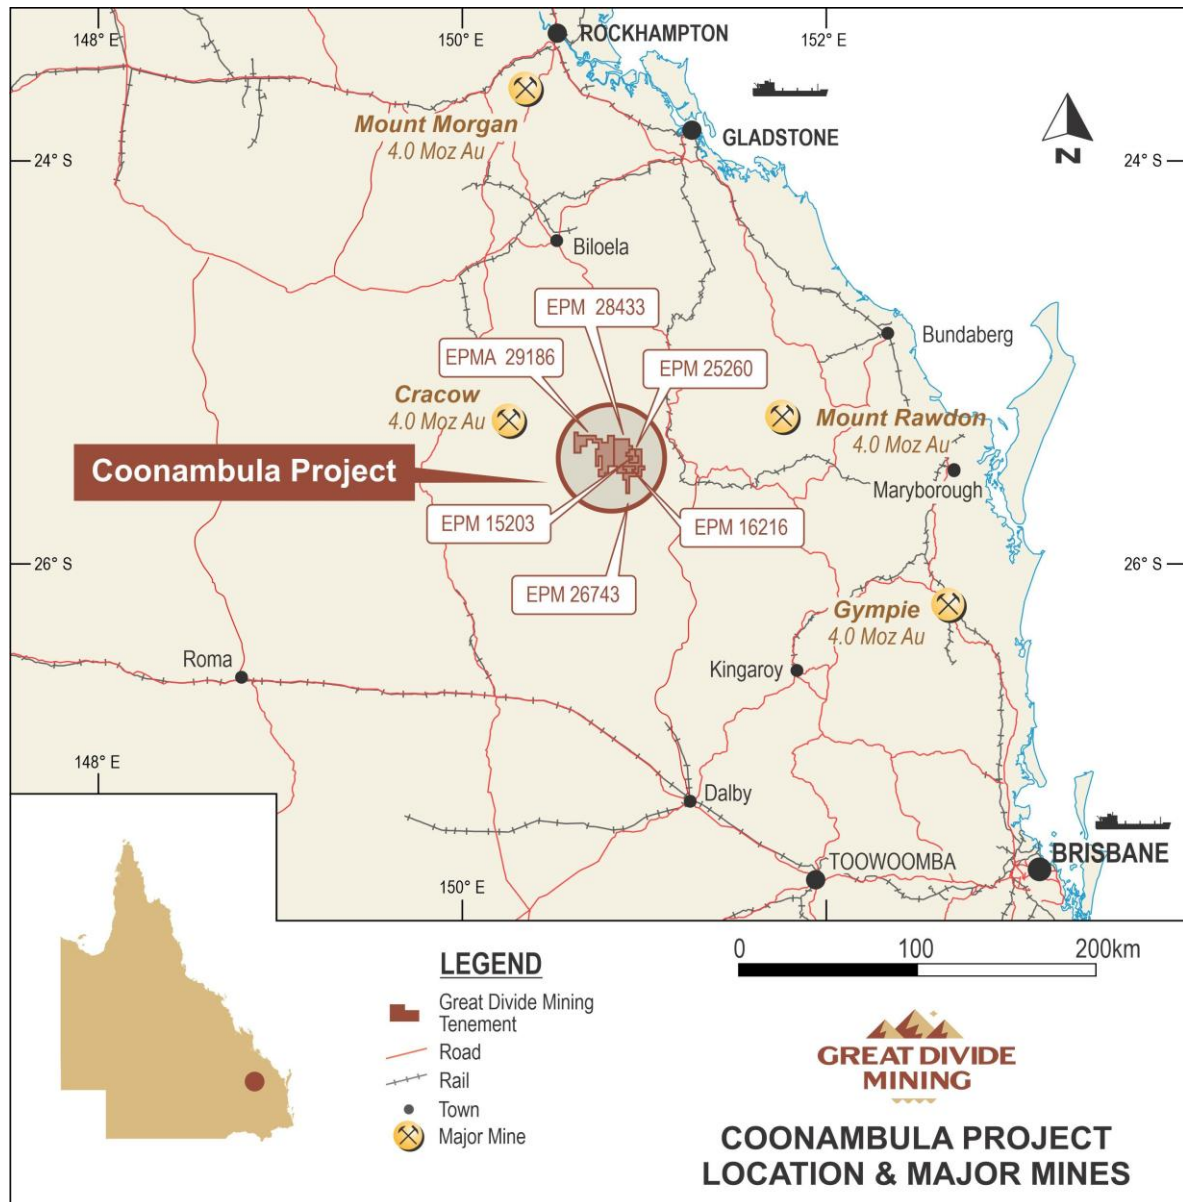 148° E
150° E
152° E
ROCKHAMPTON
Mount Morgan
4.0 Moz Au
GLADSTONE
N
24° S
24° S
Biloela
EPM 28433
Bundaberg
EPMA 29186
EPM 25260
Cracow
4.0 Moz Au
Mount Rawdon
4.0 Moz Au
Coonambula Project
Maryborough
EPM 15203
EPM 16216
26° S
26° S
EPM 26743
Gympie
4.0 Moz Au
Roma
Kingaroy
148° E
Dalby
BRISBANE
TOOWOOMBA
150° E
0 100 200km
LEGEND
Great Divide Mining
Tenement
Road
Rail
Town
Major Mine
GREAT DIVIDE
MINING
COONAMBULA PROJECT
LOCATION & MAJOR MINES